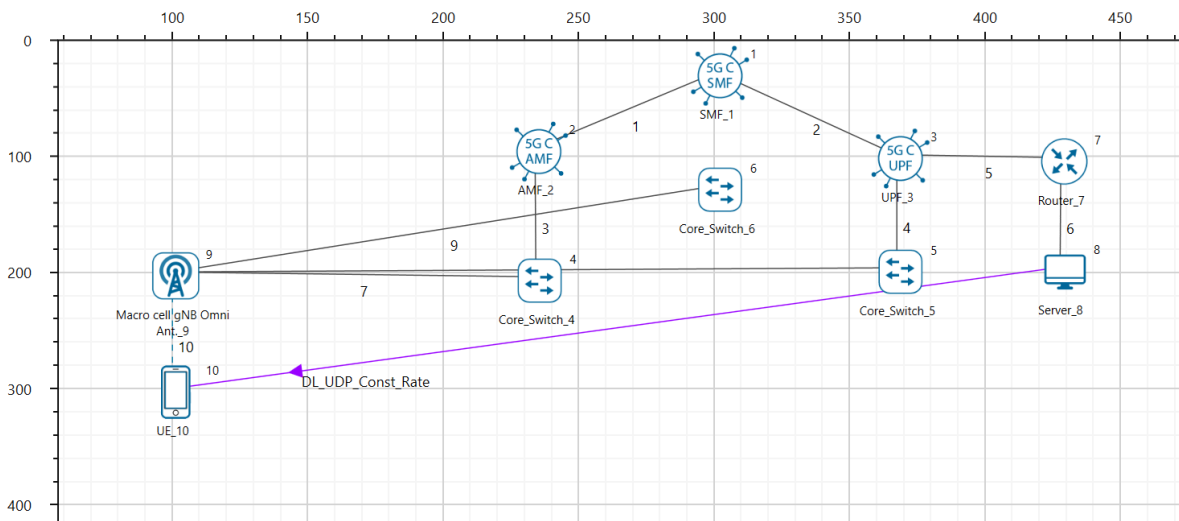 100
150
200
250
300
350
400
450
0
100
200
300
400
5G C
SMF
1
SMF_1
1
2
5G C
AMF
2
AMF_2
5G C
UPF
3
UPF_3
5
7
Router_7
6
Core_Switch_6
3
4
6
9
9
4
Core_Switch_4
7
5
Core_Switch_5
8
Server_8
Macro cell gNB Omni
Ant._9
10
10
UE_10
DL_UDP_Const_Rate